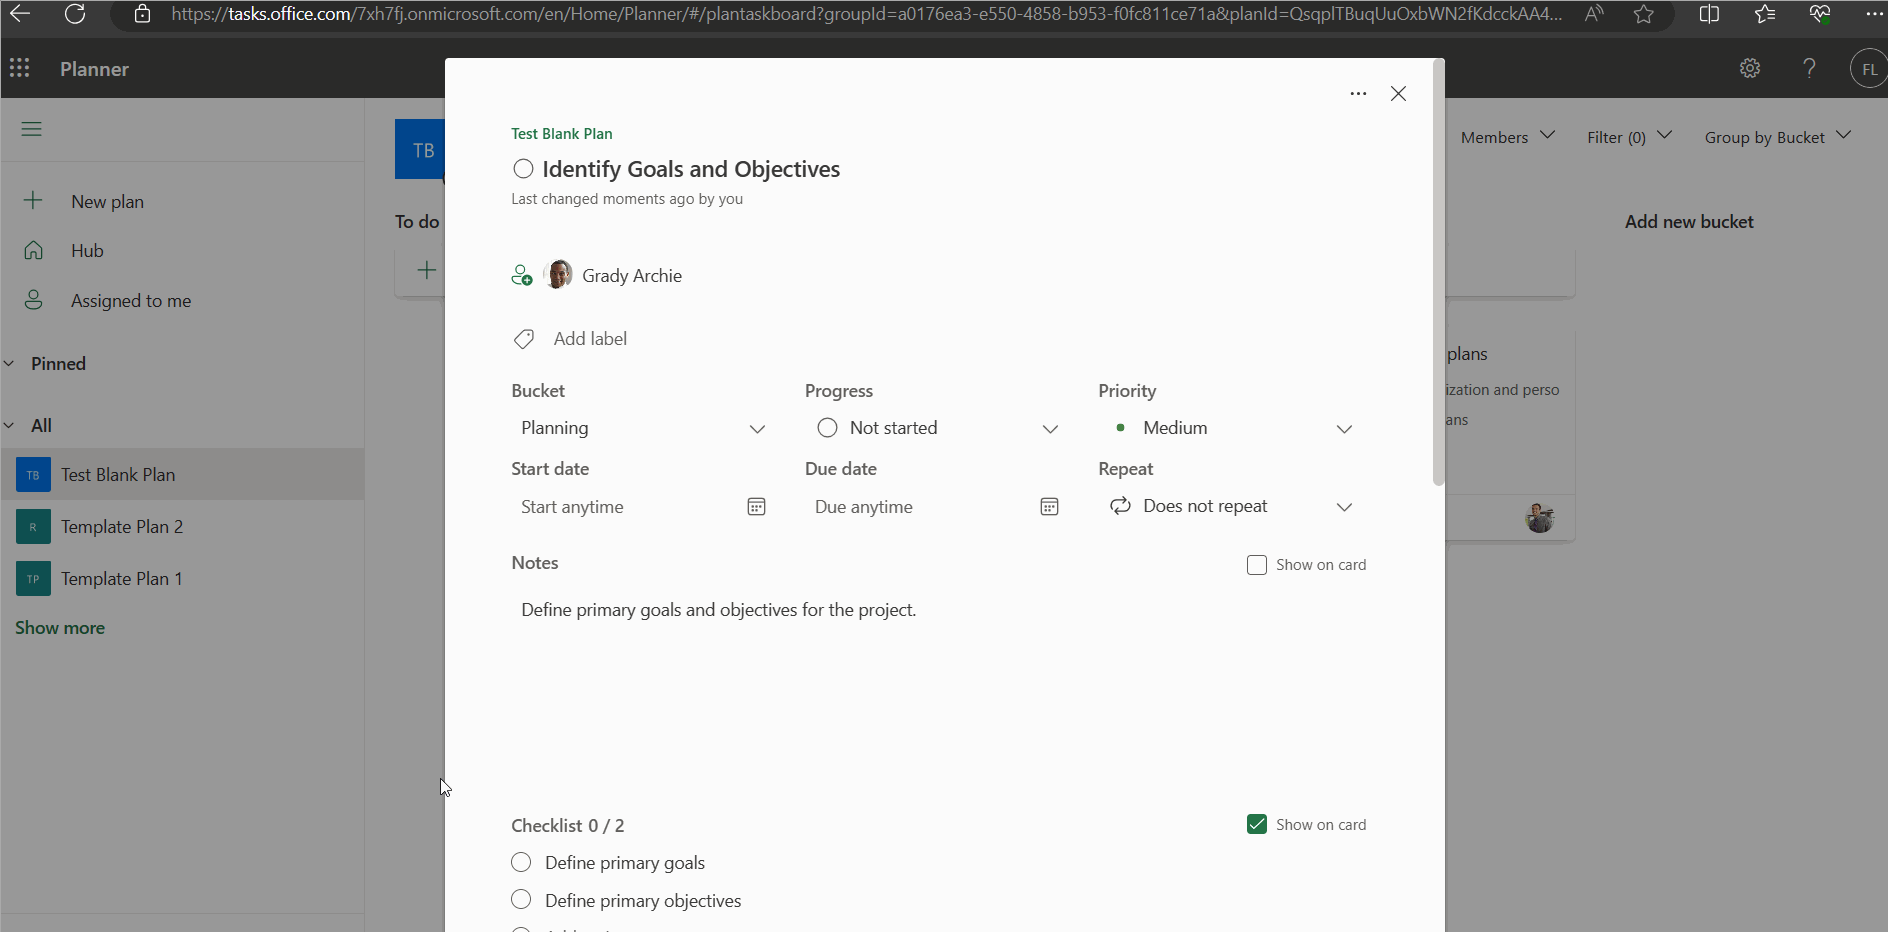 https://tasks.office.com/7xh7fj.onmicrosoft.com/en/Home/Planner/#/plantaskboard?groupId=a0176ea3-e550-4858-b953-f0fc811ce71a&planId=QsqplTBuqUuOxbWN2fKdcckAA4...
Planner
FL
New plan
Hub
Assigned to me
Pinned
All
TB Test Blank Plan
R Template Plan 2
TP Template Plan 1
Show more
TB
To do
Test Blank Plan
Identify Goals and Objectives
Last changed moments ago by you
Grady Archie
Add label
Bucket Progress Priority
Planning Not started Medium
Start date Due date Repeat
Start anytime Due anytime Does not repeat
Notes Show on card
Define primary goals and objectives for the project.
Checklist 0 / 2 Show on card
Define primary goals
Define primary objectives
Members Filter (0) Group by Bucket
Add new bucket
plans
ization and perso
ans